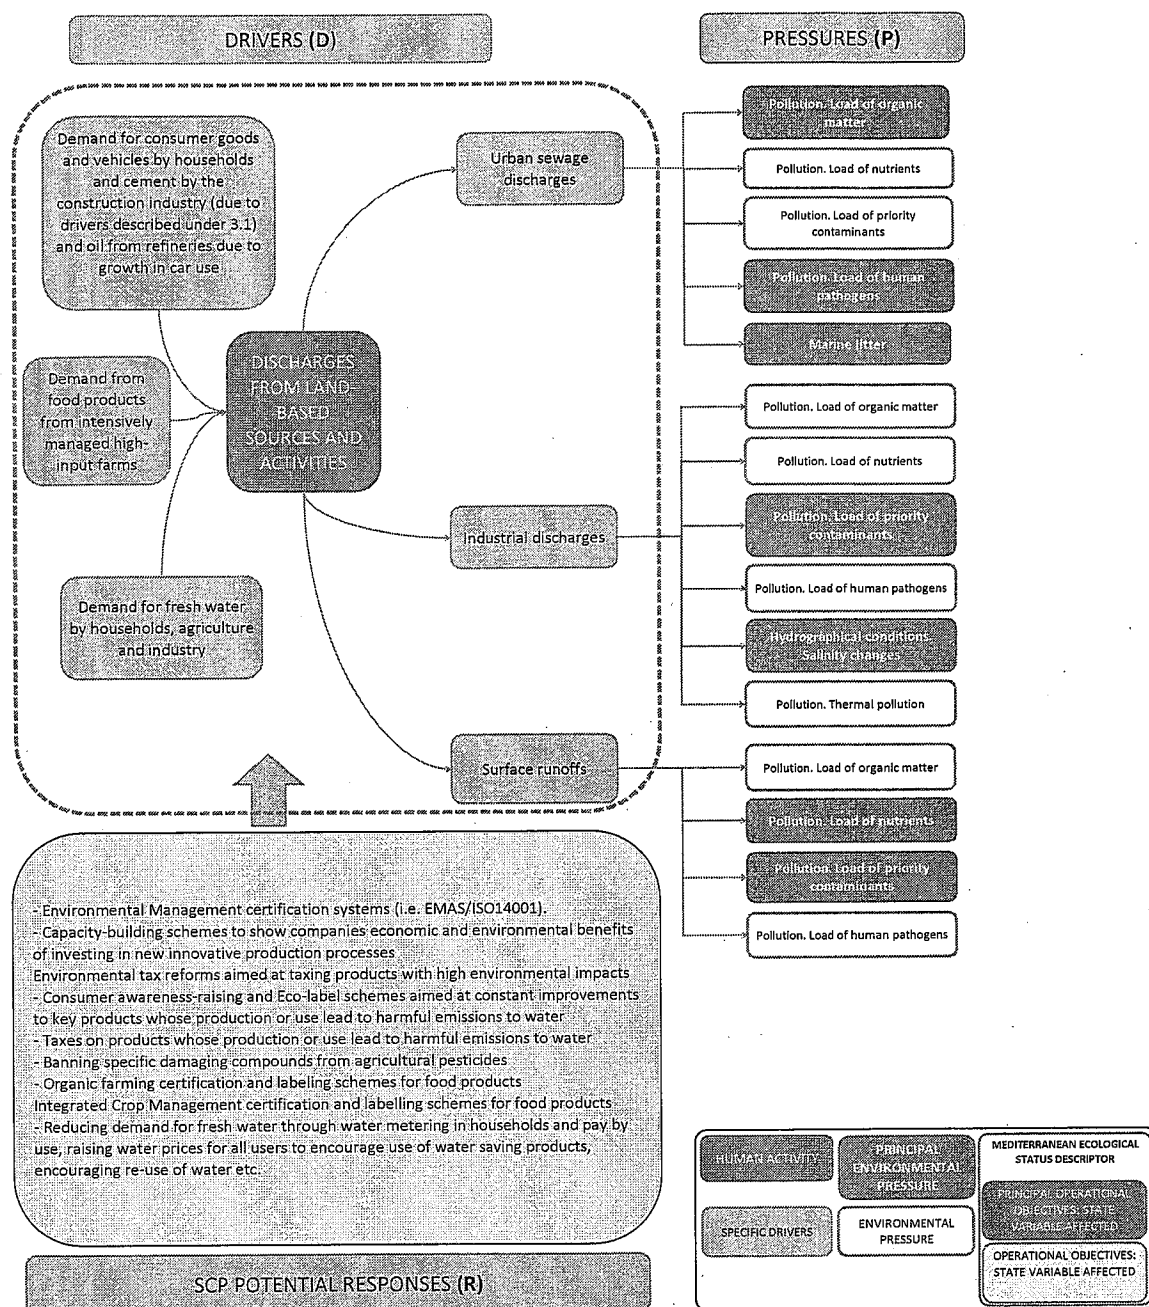 DRIVERS (D)
PRESSURES (P)
Demand for consumer goods
and vehicles by households
and cement by the
construction industry (due to
drivers described under 3.1)
and oil from refineries due to
growth in car use
Demand from
food products
from intensively
managed high-
input farms
Demand for fresh water
by households, agriculture
and industry
DISCHARGES
FROM LAND-
BASED
SOURCES AND
ACTIVITIES
Urban sewage
discharges
Industrial discharges
Surface runoffs
Pollution. Load of organic
matter
Pollution. Load of nutrients
Pollution. Load of priority
contaminants
Pollution. Load of human
pathogens
Marine litter
Pollution. Load of organic matter
Pollution. Load of nutrients
Pollution. Load of priority
contaminants
Pollution. Load of human pathogens
Hydrographical conditions.
Salinity changes
Pollution. Thermal pollution
Pollution. Load of organic matter
Pollution. Load of nutrients
Pollution. Load of priority
contaminants
Pollution. Load of human pathogens
- Environmental Management certification systems (i.e. EMAS/ISO14001).
- Capacity-building schemes to show companies economic and environmental benefits
of investing in new innovative production processes
Environmental tax reforms aimed at taxing products with high environmental impacts
- Consumer awareness-raising and Eco-label schemes aimed at constant improvements
to key products whose production or use lead to harmful emissions to water
- Taxes on products whose production or use lead to harmful emissions to water
- Banning specific damaging compounds from agricultural pesticides
- Organic farming certification and labeling schemes for food products
Integrated Crop Management certification and labelling schemes for food products
- Reducing demand for fresh water through water metering in households and pay by
use, raising water prices for all users to encourage use of water saving products,
encouraging re-use of water etc.
SCP POTENTIAL RESPONSES (R)
HUMAN ACTIVITY
PRINCIPAL
ENVIRONMENTAL
PRESSURE
MEDITERRANEAN ECOLOGICAL
STATUS DESCRIPTOR
PRINCIPAL OPERATIONAL
OBJECTIVES: STATE
VARIABLE AFFECTED
SPECIFIC DRIVERS
ENVIRONMENTAL
PRESSURE
OPERATIONAL OBJECTIVES:
STATE VARIABLE AFFECTED